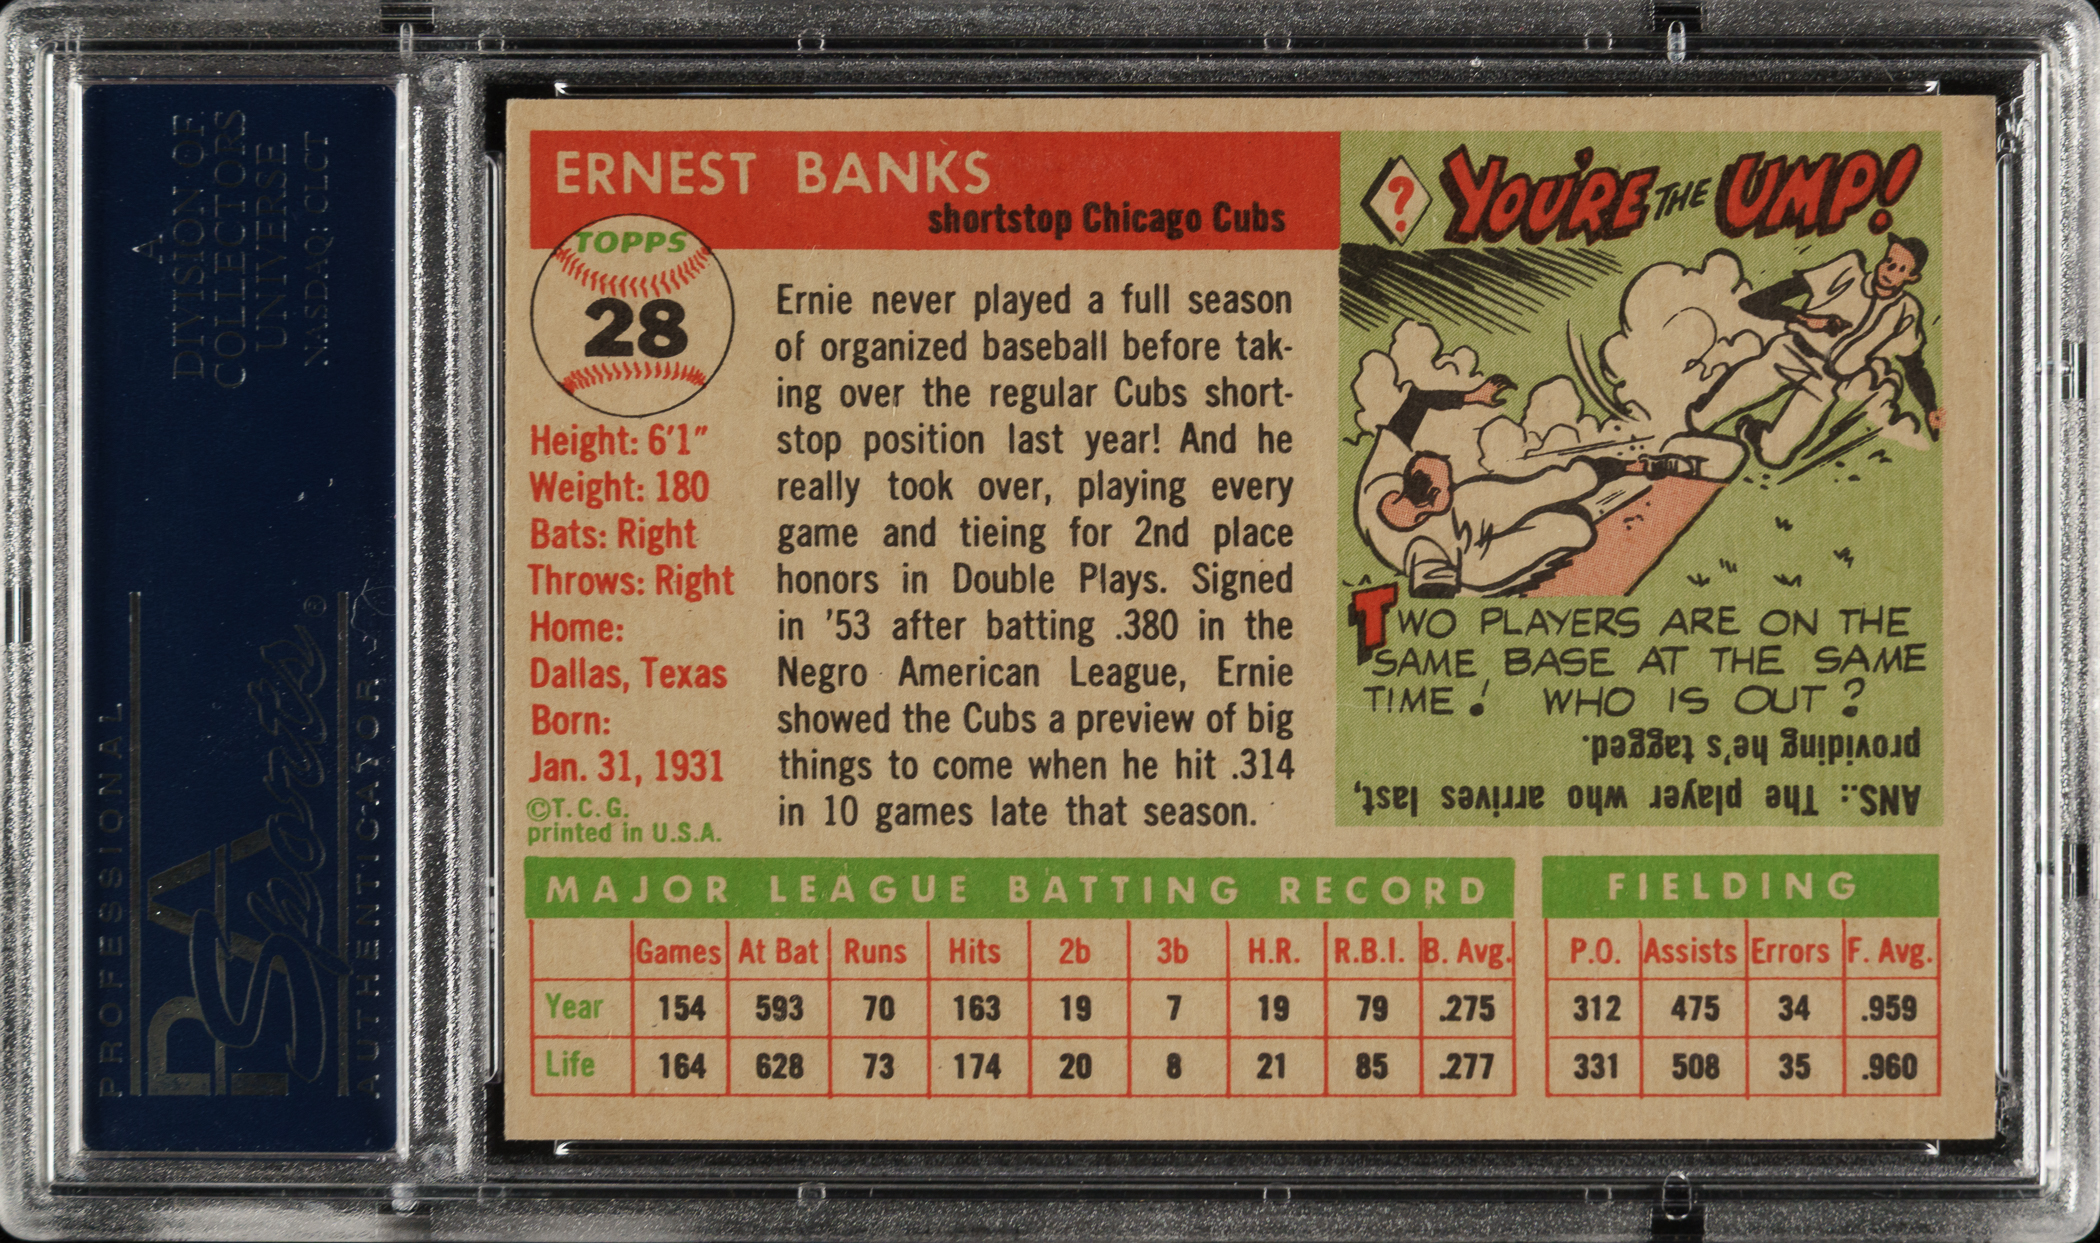 A
DIVISION OF
COLLECTORS
UNIVERSE
NASDAQ: CLCT
PROFESSIONAL
PSA
Sports®
AUTHENTICATOR
ERNEST BANKS
shortstop Chicago Cubs
TOPPS
28
Height: 6'1"
Weight: 180
Bats: Right
Throws: Right
Home:
Dallas, Texas
Born:
Jan. 31, 1931
©T.C.G.
printed in U.S.A.
Ernie never played a full season
of organized baseball before tak-
ing over the regular Cubs short-
stop position last year! And he
really took over, playing every
game and tieing for 2nd place
honors in Double Plays. Signed
in '53 after batting .380 in the
Negro American League, Ernie
showed the Cubs a preview of big
things to come when he hit .314
in 10 games late that season.
? YOU'RE THE UMP!
TWO PLAYERS ARE ON THE
SAME BASE AT THE SAME
TIME! WHO IS OUT?
ANS.: The player who arrives last,
providing he's tagged.
MAJOR LEAGUE BATTING RECORD
Games At Bat Runs Hits 2b 3b H.R. R.B.I. B. Avg.
Year 154 593 70 163 19 7 19 79 .275
Life 164 628 73 174 20 8 21 85 .277
FIELDING
P.O. Assists Errors F. Avg.
312 475 34 .959
331 508 35 .960